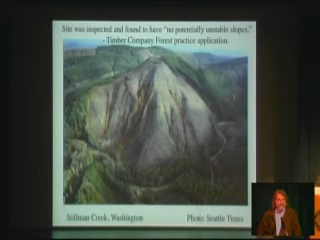 Site was inspected and found to have "no potentially unstable slopes."
- Timber Company Forest practice application
Stillman Creek, Washington Photo: Seattle Times